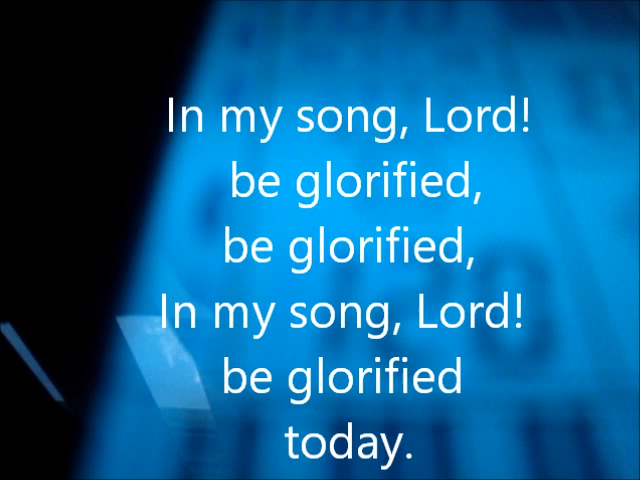 In my song, Lord!
be glorified,
be glorified,
In my song, Lord!
be glorified
today.